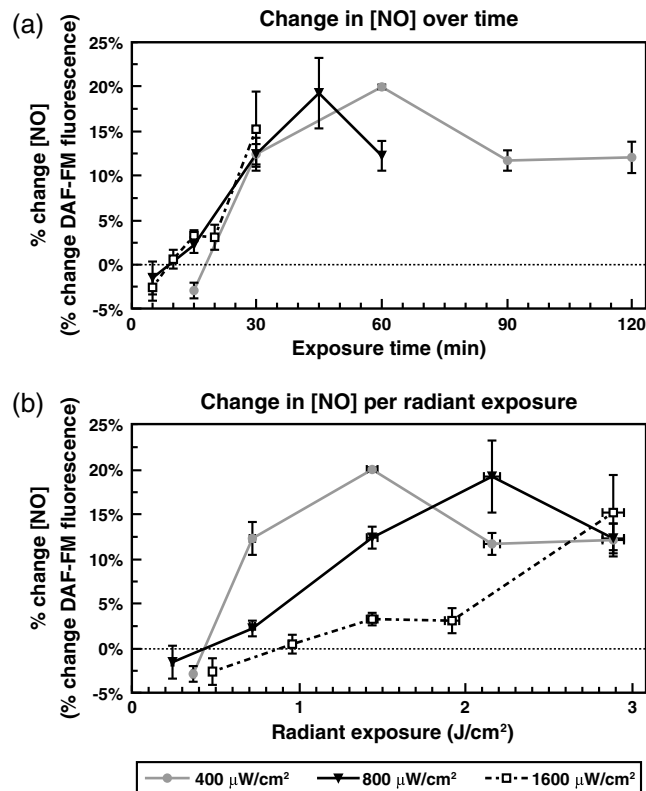 (a)
Change in [NO] over time
% change [NO]
(% change DAF-FM fluorescence)
25%
20%
15%
10%
5%
0%
-5%
0 30 60 90 120
Exposure time (min)
(b)
Change in [NO] per radiant exposure
% change [NO]
(% change DAF-FM fluorescence)
25%
20%
15%
10%
5%
0%
-5%
1 2 3
Radiant exposure (J/cm²)
400 µW/cm² 800 µW/cm² 1600 µW/cm²